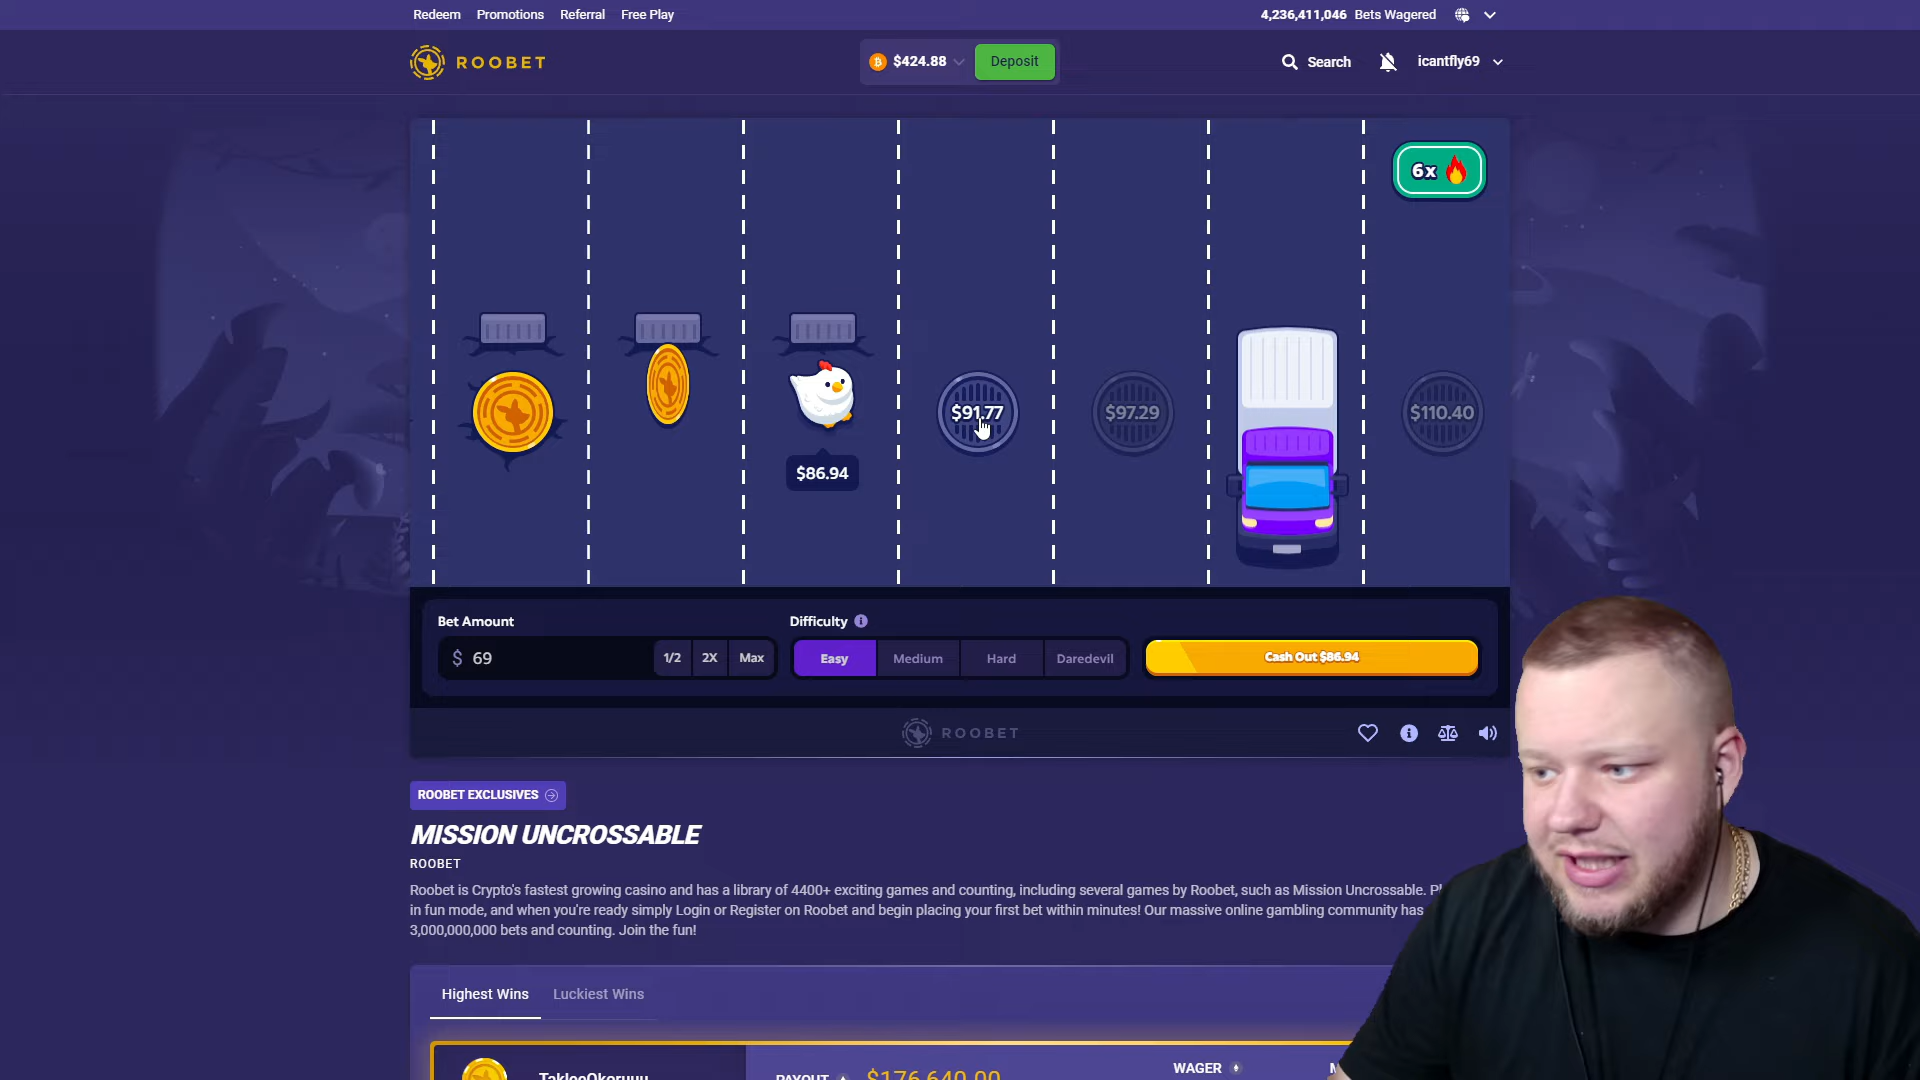 Redeem Promotions Referral Free Play 4,236,411,046 Bets Wagered
ROOBET $424.88 Deposit Search icantfly69
6x
$91.77 $97.29 $110.40
$86.94
Bet Amount Difficulty
$ 69 1/2 2X Max Easy Medium Hard Daredevil Cash Out $86.94
ROOBET
ROOBET EXCLUSIVES
MISSION UNCROSSABLE
ROOBET
Roobet is Crypto's fastest growing casino and has a library of 4400+ exciting games and counting, including several games by Roobet, such as Mission Uncrossable.
in fun mode, and when you're ready simply Login or Register on Roobet and begin placing your first bet within minutes! Our massive online gambling community has
3,000,000,000 bets and counting. Join the fun!
Highest Wins Luckiest Wins
PAYOUT $176,640.00 WAGER